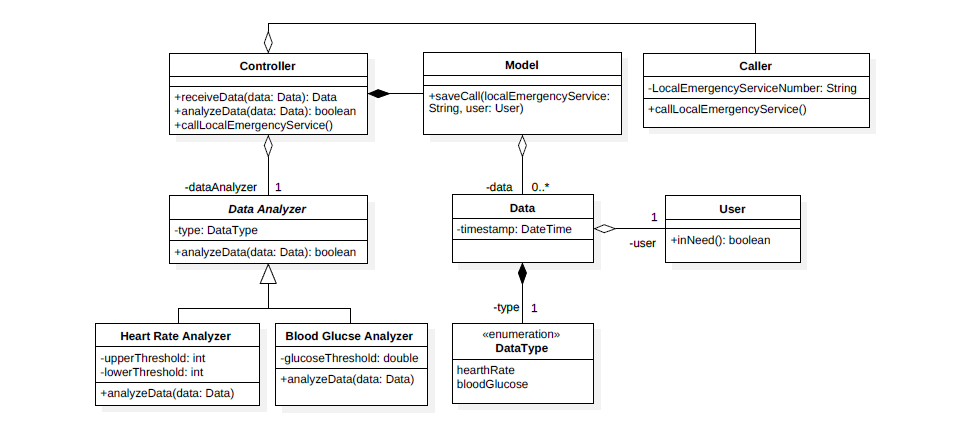 Controller
+receiveData(data: Data): Data
+analyzeData(data: Data): boolean
+callLocalEmergencyService()
Model
+saveCall(localEmergencyService:
String, user: User)
Caller
-LocalEmergencyServiceNumber: String
+callLocalEmergencyService()
-dataAnalyzer 1
-data 0..*
Data Analyzer
-type: DataType
+analyzeData(data: Data): boolean
Data
-timestamp: DateTime
1
-user
User
+inNeed(): boolean
-type 1
Heart Rate Analyzer
-upperThreshold: int
-lowerThreshold: int
+analyzeData(data: Data)
Blood Glucse Analyzer
-glucoseThreshold: double
+analyzeData(data: Data)
«enumeration»
DataType
hearthRate
bloodGlucose